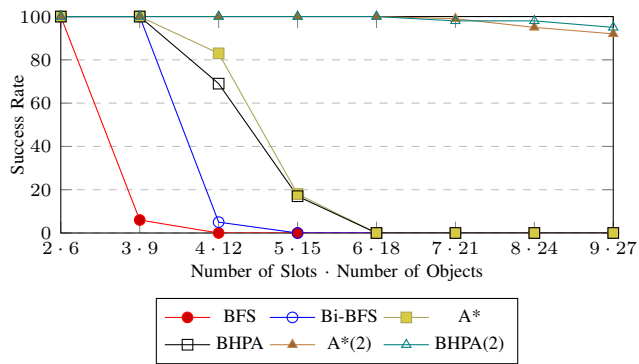 100
80
60
40
20
0
Success Rate
2 · 6 3 · 9 4 · 12 5 · 15 6 · 18 7 · 21 8 · 24 9 · 27
Number of Slots · Number of Objects
BFS Bi-BFS A*
BHPA A*(2) BHPA(2)